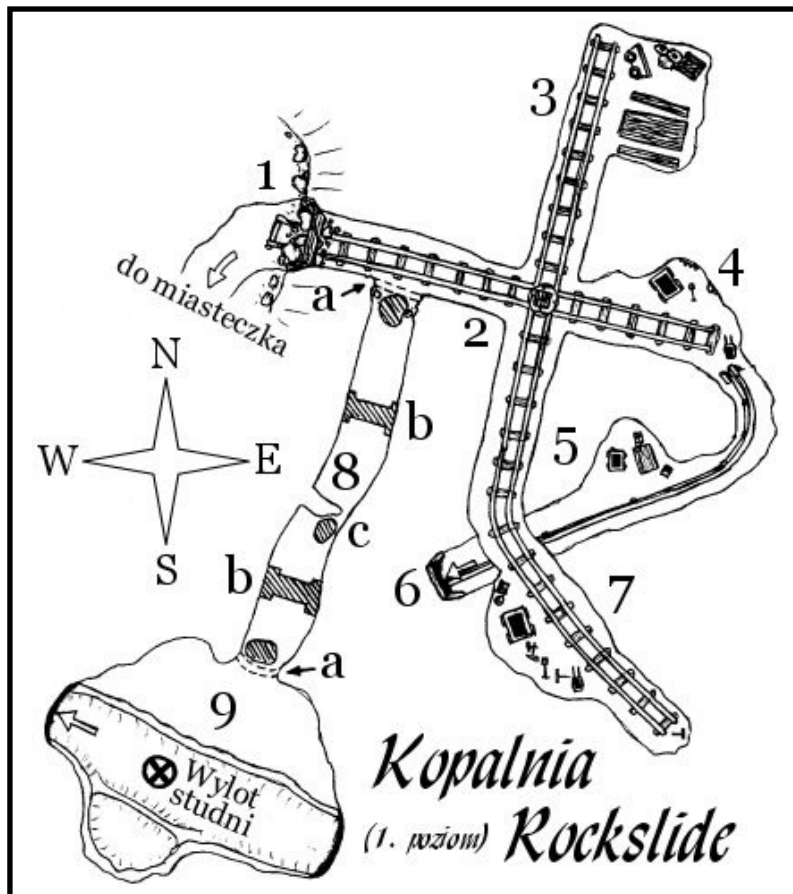 3
1
4
do miasteczka
a
2
N
b
5
W
E
8
c
S
b
6
7
a
9
Wylot
studni
Kopalnia
(1. poziom) Rockslide